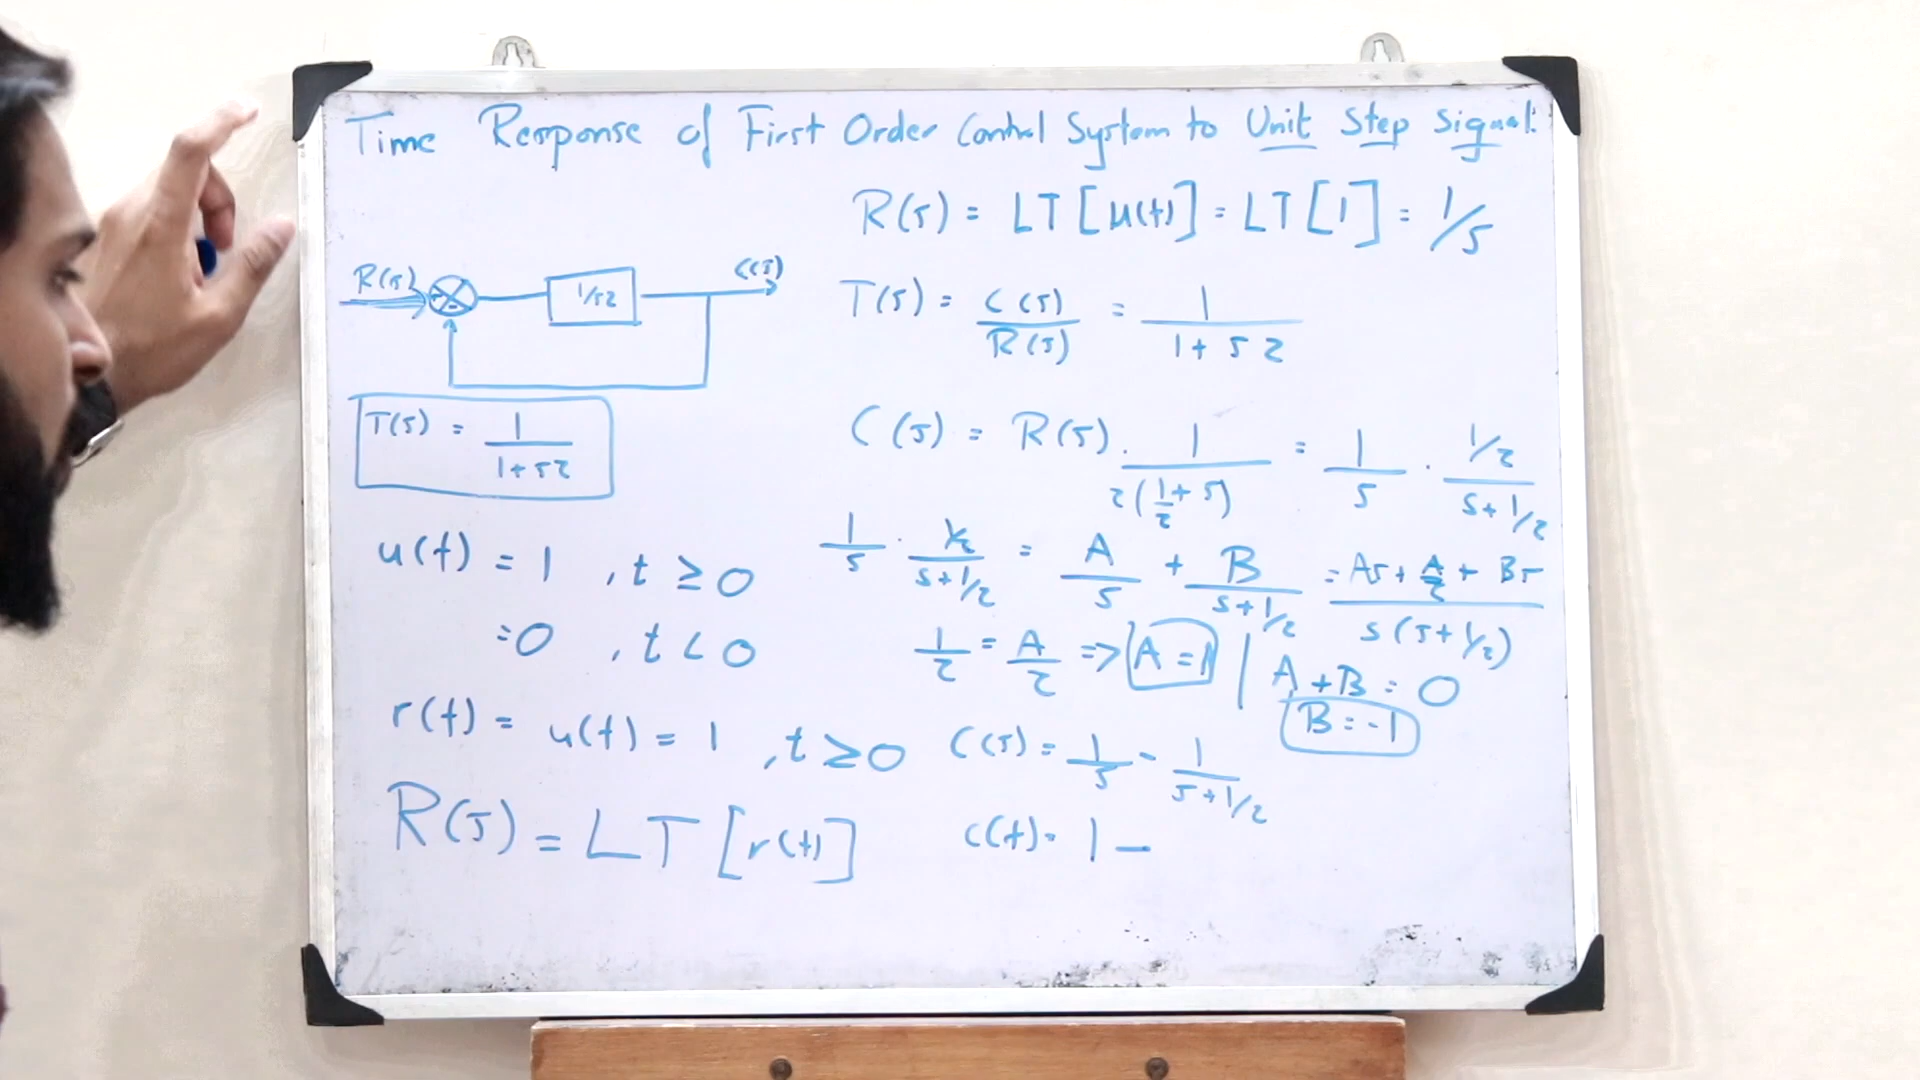 Time Response of First Order Control System to Unit Step Signal:
R(s) = LT [u(t)] = LT [1] = 1/s
R(s) + - 1/sτ C(s)
T(s) = C(s)/R(s) = 1/(1+sτ)
T(s) = 1/(1+sτ)
C(s) = R(s) . 1/(τ(1/τ+s)) = 1/s . (1/τ)/(s+1/τ)
u(t) = 1 , t ≥ 0
= 0 , t < 0
r(t) = u(t) = 1 , t ≥ 0
R(s) = LT [r(t)]
1/s . (1/τ)/(s+1/τ) = A/s + B/(s+1/τ) = (As + A/τ + Bs)/(s(s+1/τ))
1/τ = A/τ => A = 1 | A + B = 0
B = -1
C(s) = 1/s - 1/(s+1/τ)
c(t) = 1 -